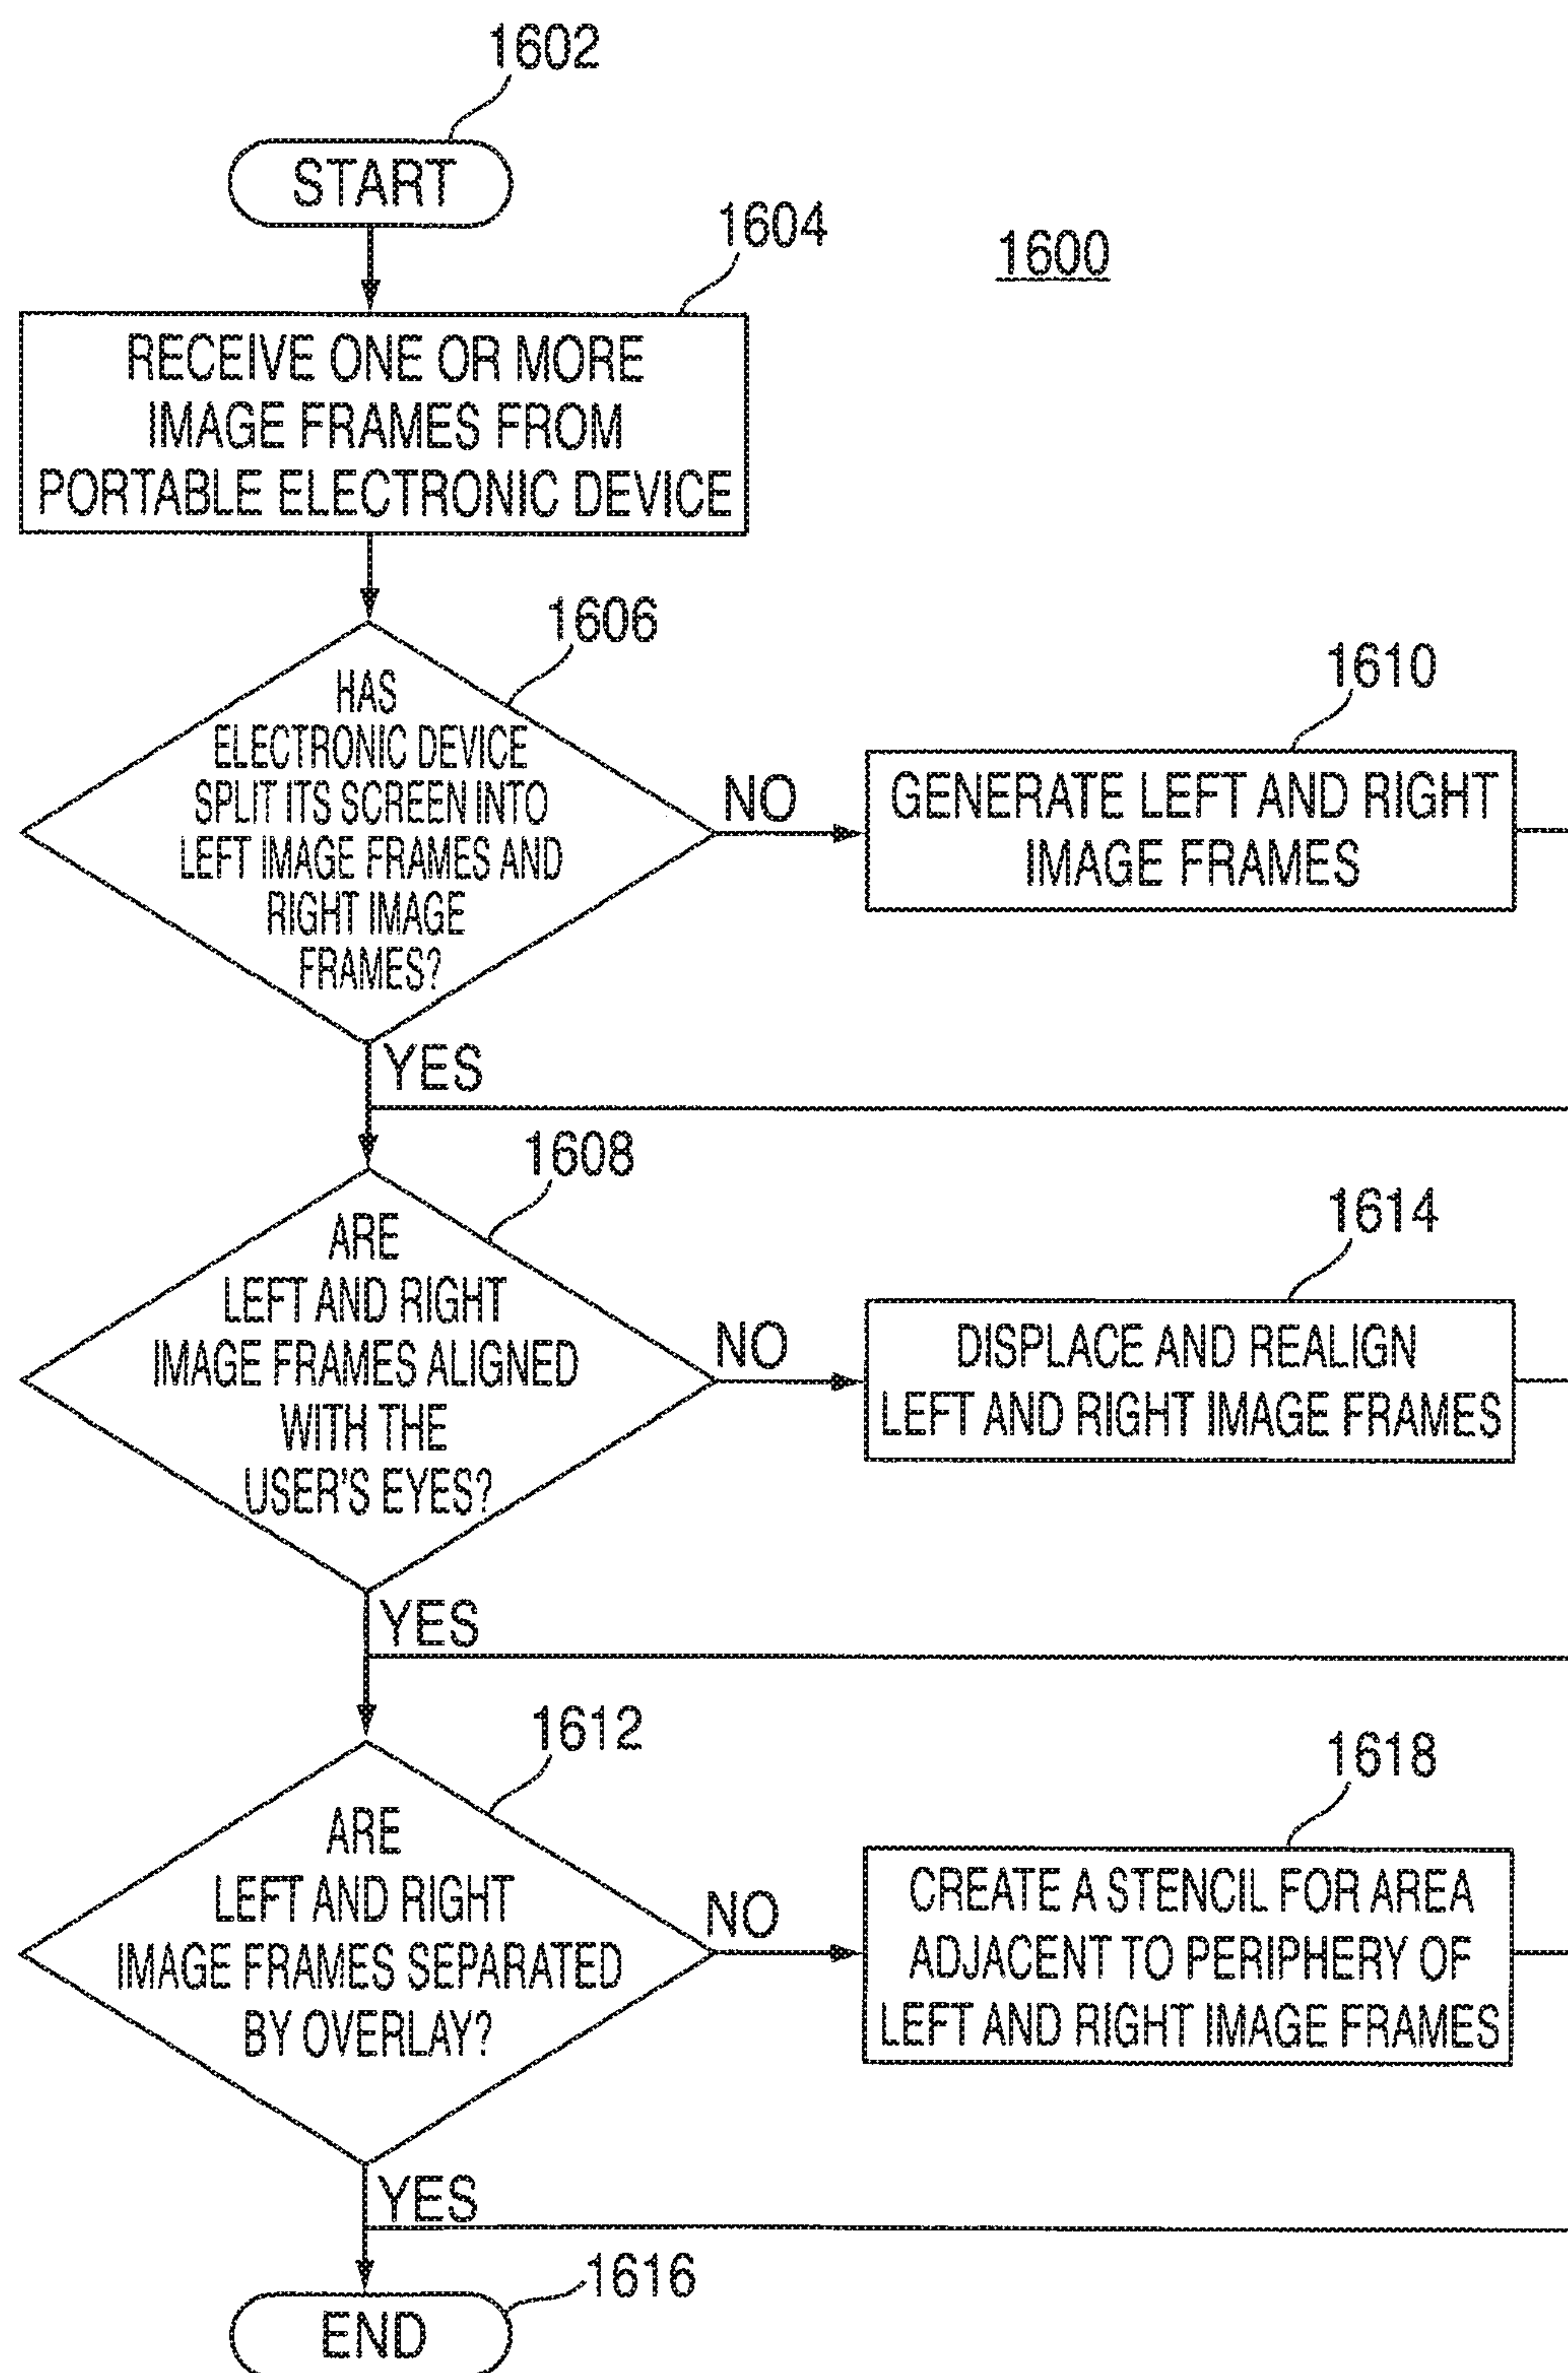 1602
START
1604
1600
RECEIVE ONE OR MORE
IMAGE FRAMES FROM
PORTABLE ELECTRONIC DEVICE
1606
HAS
ELECTRONIC DEVICE
SPLIT ITS SCREEN INTO
LEFT IMAGE FRAMES AND
RIGHT IMAGE
FRAMES?
NO
1610
GENERATE LEFT AND RIGHT
IMAGE FRAMES
YES
1608
ARE
LEFT AND RIGHT
IMAGE FRAMES ALIGNED
WITH THE
USER'S EYES?
NO
1614
DISPLACE AND REALIGN
LEFT AND RIGHT IMAGE FRAMES
YES
1612
ARE
LEFT AND RIGHT
IMAGE FRAMES SEPARATED
BY OVERLAY?
NO
1618
CREATE A STENCIL FOR AREA
ADJACENT TO PERIPHERY OF
LEFT AND RIGHT IMAGE FRAMES
YES
1616
END